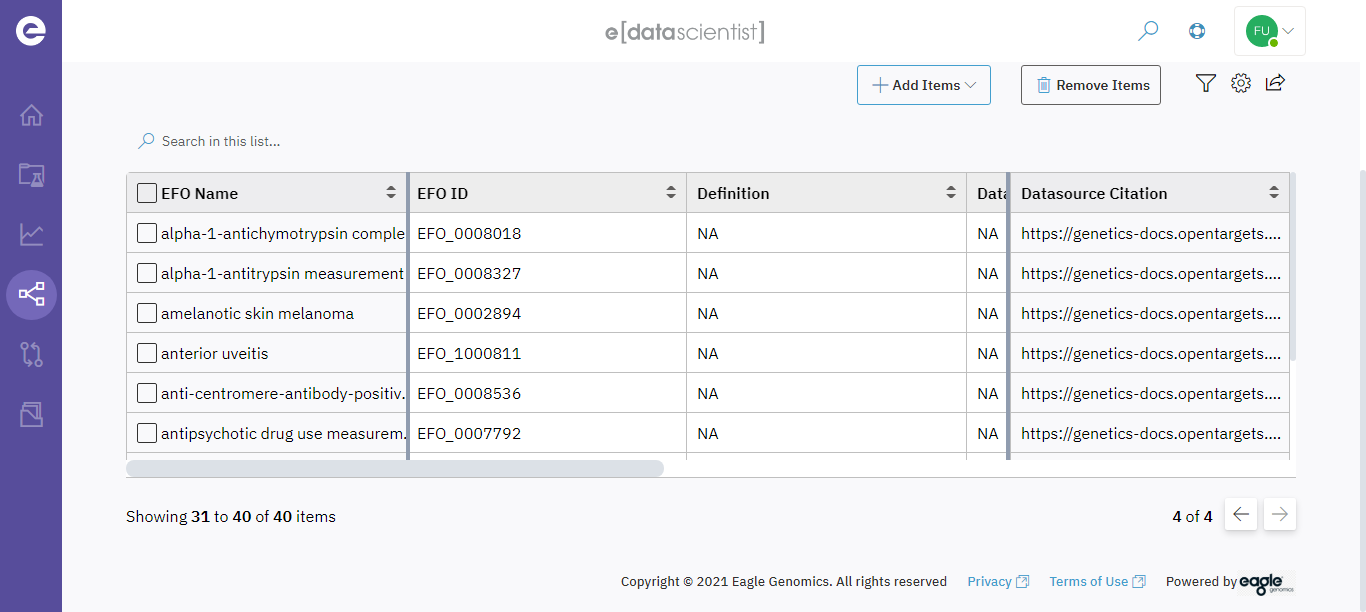 e[datascientist]
FU
Add Items
Remove Items
Search in this list...
EFO Name EFO ID Definition Data Datasource Citation
alpha-1-antichymotrypsin comple EFO_0008018 NA NA https://genetics-docs.opentargets....
alpha-1-antitrypsin measurement EFO_0008327 NA NA https://genetics-docs.opentargets....
amelanotic skin melanoma EFO_0002894 NA NA https://genetics-docs.opentargets....
anterior uveitis EFO_1000811 NA NA https://genetics-docs.opentargets....
anti-centromere-antibody-positiv. EFO_0008536 NA NA https://genetics-docs.opentargets....
antipsychotic drug use measurem. EFO_0007792 NA NA https://genetics-docs.opentargets....
Showing 31 to 40 of 40 items
4 of 4
Copyright © 2021 Eagle Genomics. All rights reserved Privacy Terms of Use Powered by eagle genomics